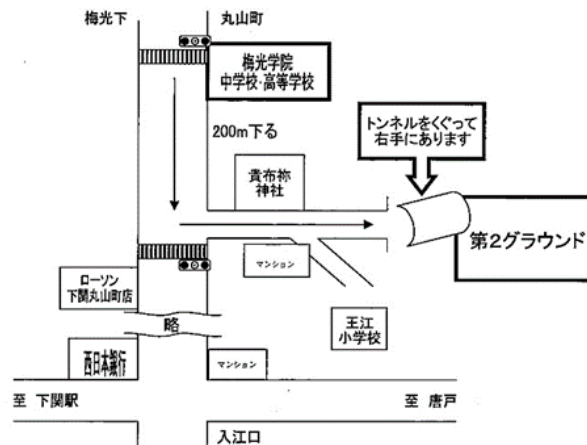 梅光下
丸山町
梅光学院
中学校・高等学校
200m下る
トンネルをくぐって
右手にあります
貴布祢
神社
第2グラウンド
マンション
ローソン
下関丸山町店
王江
小学校
略
西日本銀行
マンション
至 下関駅
至 唐戸
入江口